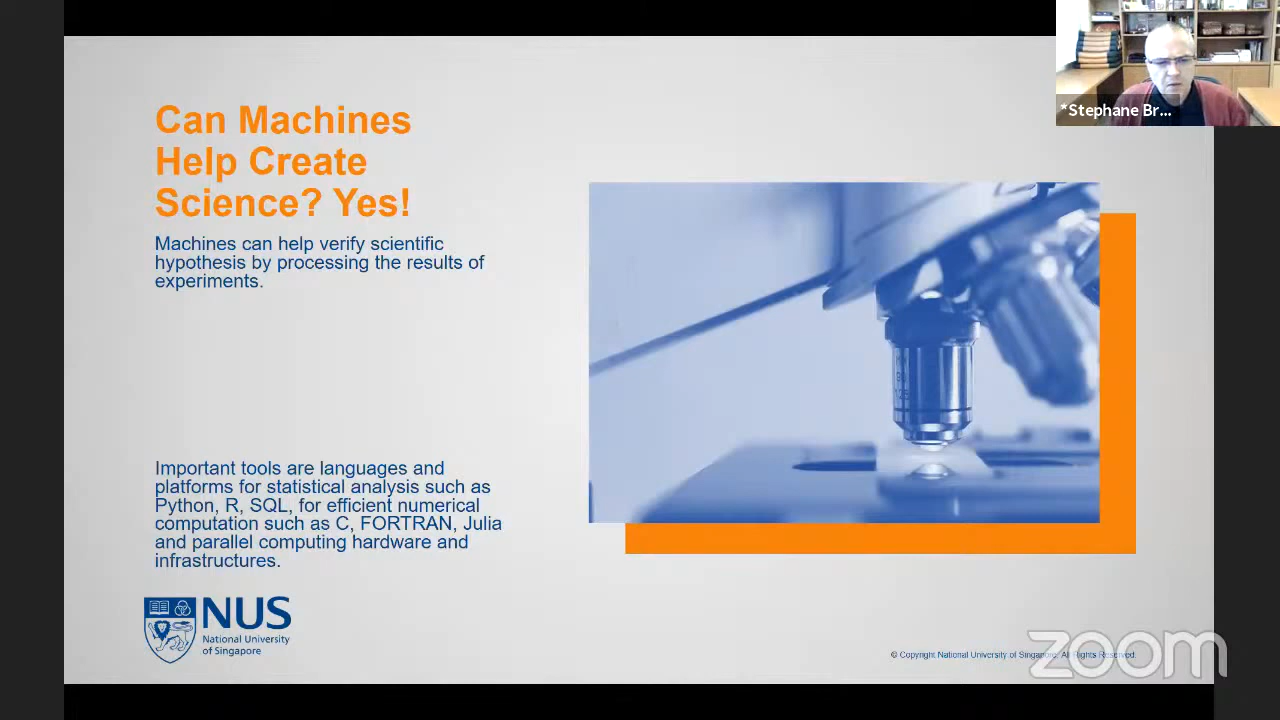 Can Machines
Help Create
Science? Yes!
Machines can help verify scientific
hypothesis by processing the results of
experiments.
Important tools are languages and
platforms for statistical analysis such as
Python, R, SQL, for efficient numerical
computation such as C, FORTRAN, Julia
and parallel computing hardware and
infrastructures.
NUS
National University
of Singapore
© Copyright National University of Singapore. All Rights Reserved.
zoom
*Stephane Br...